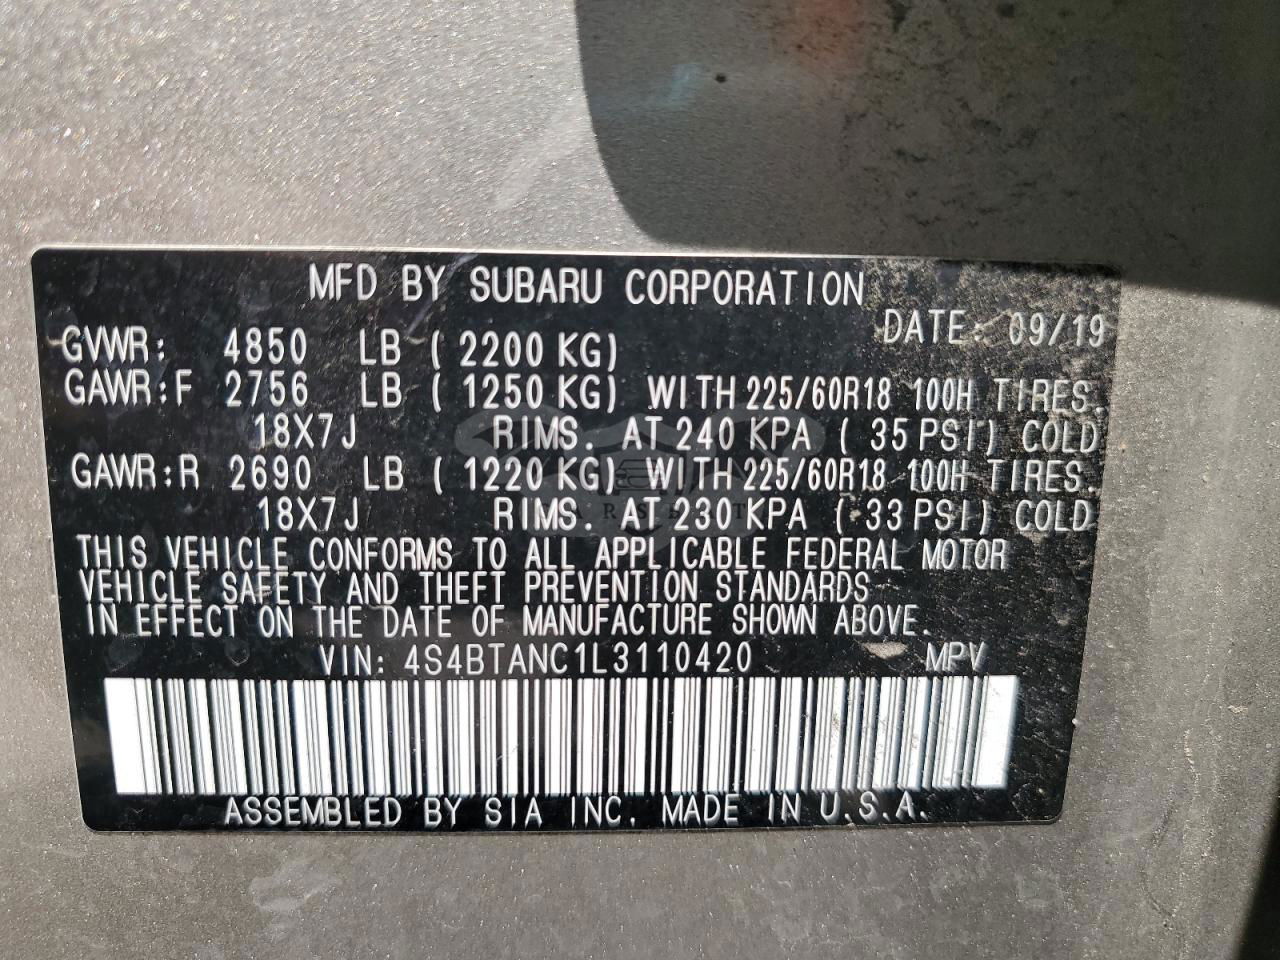 MFD BY SUBARU CORPORATION
DATE: 09/19
GVWR: 4850 LB ( 2200 KG)
GAWR:F 2756 LB ( 1250 KG) WITH 225/60R18 100H TIRES.
18X7J RIMS. AT 240 KPA ( 35 PSI) COLD
GAWR:R 2690 LB ( 1220 KG) WITH 225/60R18 100H TIRES.
18X7J RIMS. AT 230 KPA ( 33 PSI) COLD
THIS VEHICLE CONFORMS TO ALL APPLICABLE FEDERAL MOTOR
VEHICLE SAFETY AND THEFT PREVENTION STANDARDS
IN EFFECT ON THE DATE OF MANUFACTURE SHOWN ABOVE.
VIN: 4S4BTANC1L3110420 MPV
ASSEMBLED BY SIA INC. MADE IN U.S.A.